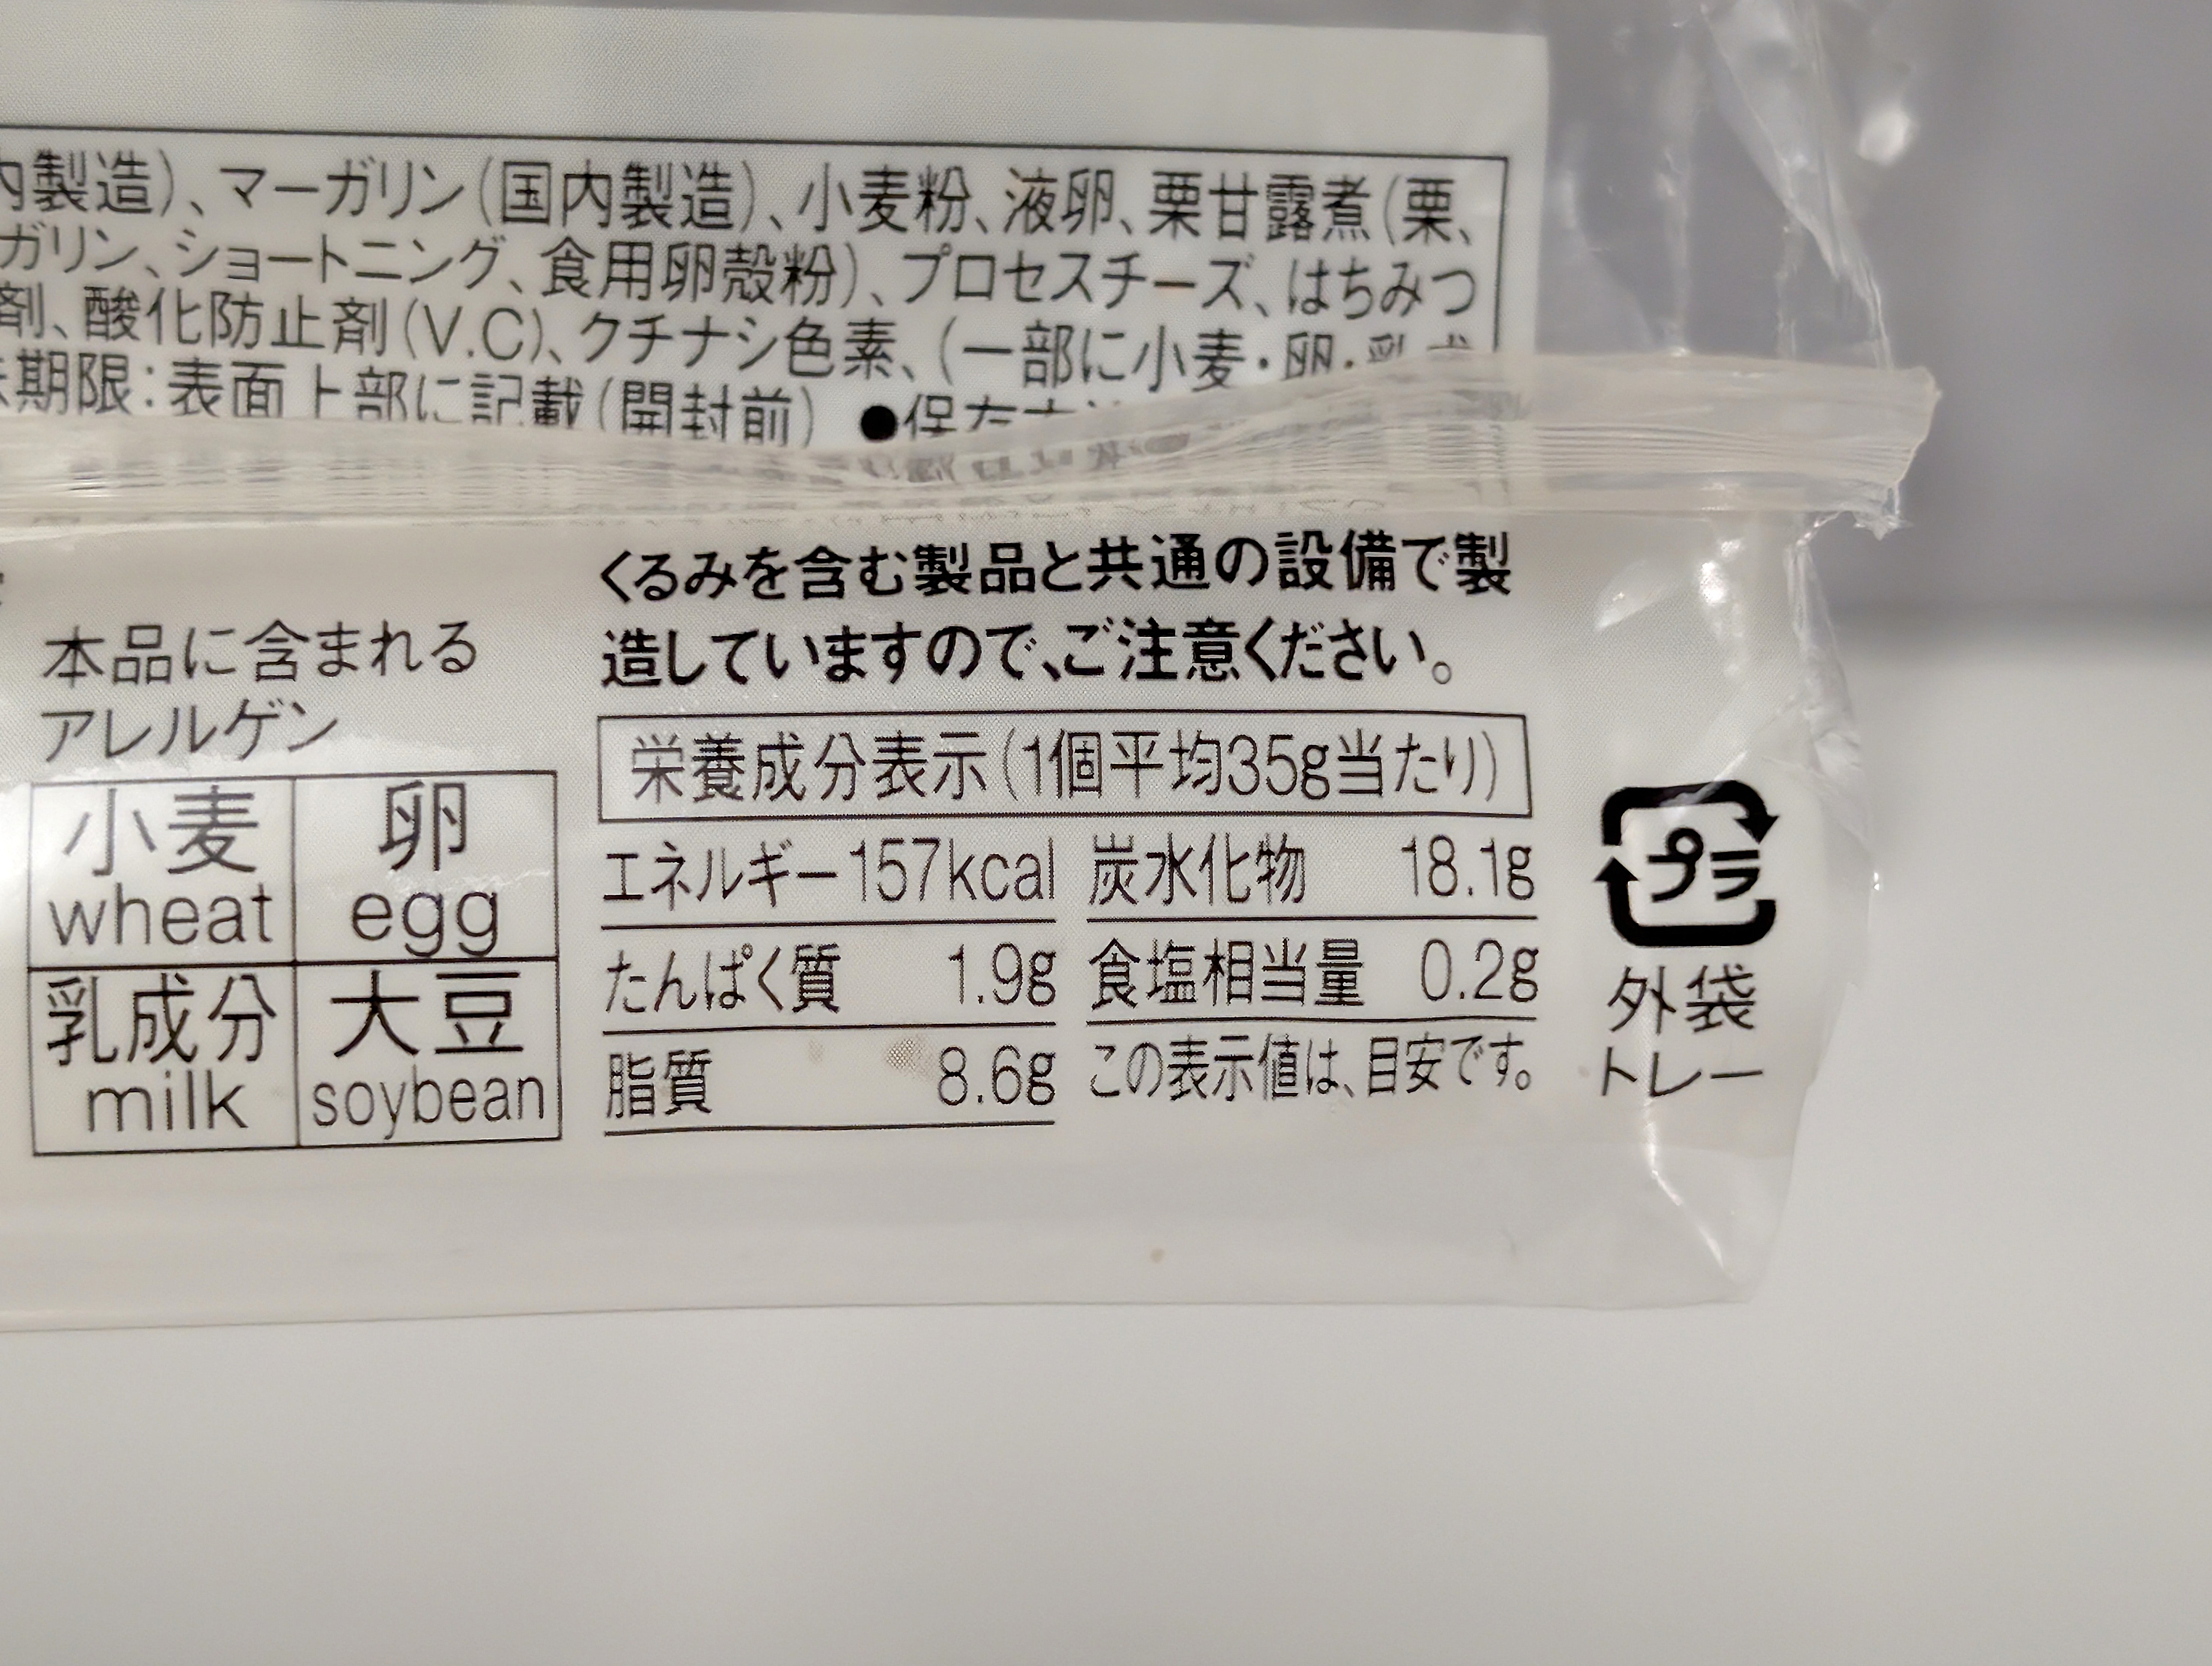 内製造)、マーガリン(国内製造)、小麦粉、液卵、栗甘露煮(栗、
ガリン、ショートニング、食用卵殻粉)、プロセスチーズ、はちみつ
剤、酸化防止剤(V.C)、クチナシ色素、(一部に小麦・卵・乳成
期限:表面上部に記載(開封前) ●保存方法
くるみを含む製品と共通の設備で製
造していますので、ご注意ください。
本品に含まれる
アレルゲン
小麦 卵
wheat egg
乳成分 大豆
milk soybean
栄養成分表示(1個平均35g当たり)
エネルギー157kcal 炭水化物 18.1g
たんぱく質 1.9g 食塩相当量 0.2g
脂質 8.6g この表示値は、目安です。
プラ
外袋
トレー